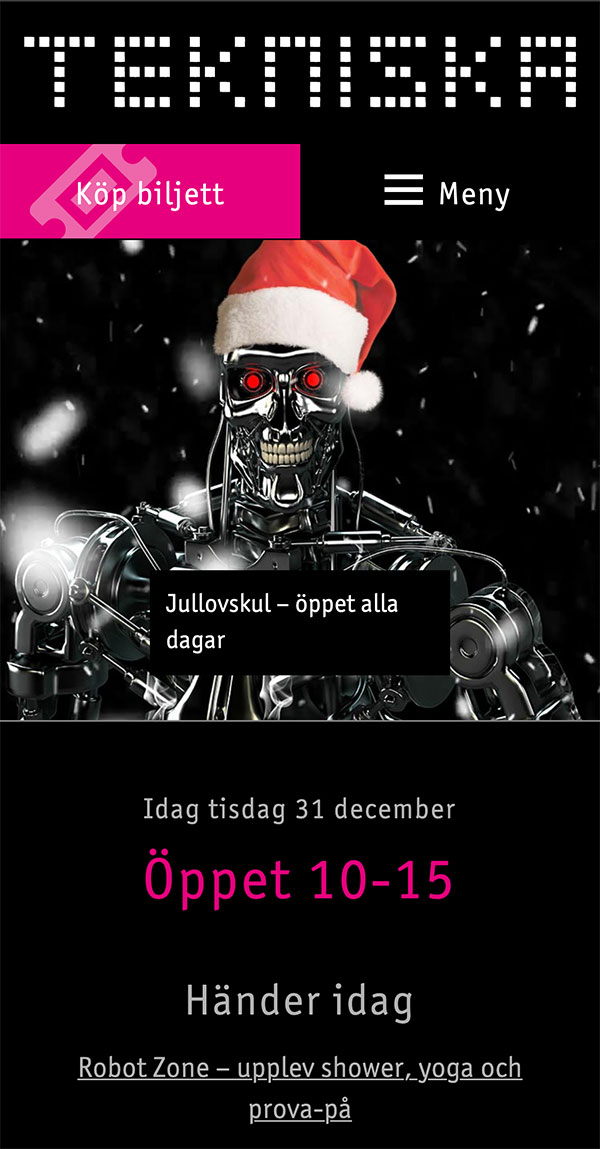 TEKNISKA
Köp biljett
Meny
Jullovskul – öppet alla
dagar
Idag tisdag 31 december
Öppet 10-15
Händer idag
Robot Zone – upplev shower, yoga och
prova-på